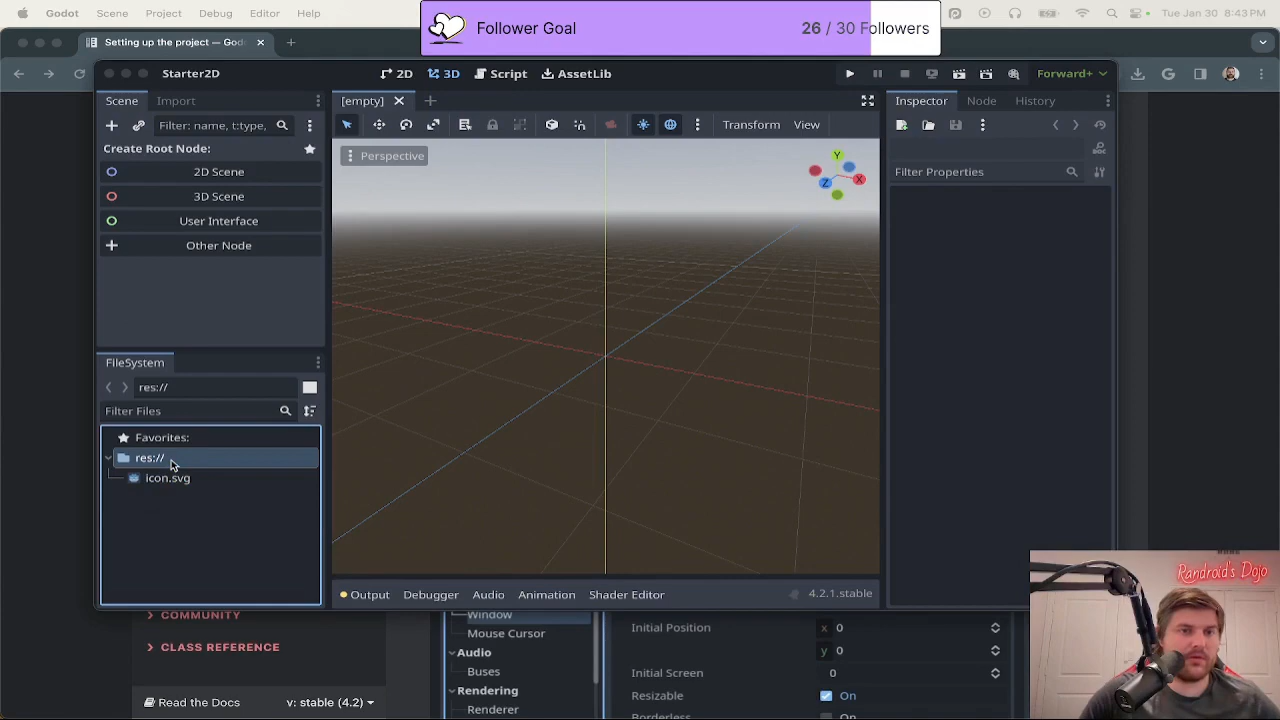 Godot
Scene
Project
Debug
Editor
Help
Tue Jan 30 8:43 PM
Follower Goal
26 / 30 Followers
Setting up the project — Godo
Starter2D
2D
3D
Script
AssetLib
Forward+
Scene
Import
[empty]
Inspector
Node
History
Filter: name, t:type,
Transform
View
Create Root Node:
Perspective
Y
X
Z
2D Scene
Filter Properties
3D Scene
User Interface
Other Node
FileSystem
res://
Filter Files
Favorites:
res://
icon.svg
Output
Debugger
Audio
Animation
Shader Editor
4.2.1.stable
Randroid's Dojo
COMMUNITY
Window
Initial Position
x 0
Mouse Cursor
CLASS REFERENCE
Audio
y 0
Buses
Initial Screen
0
Rendering
Resizable
On
Read the Docs
v: stable (4.2)
Renderer
Borderless
On